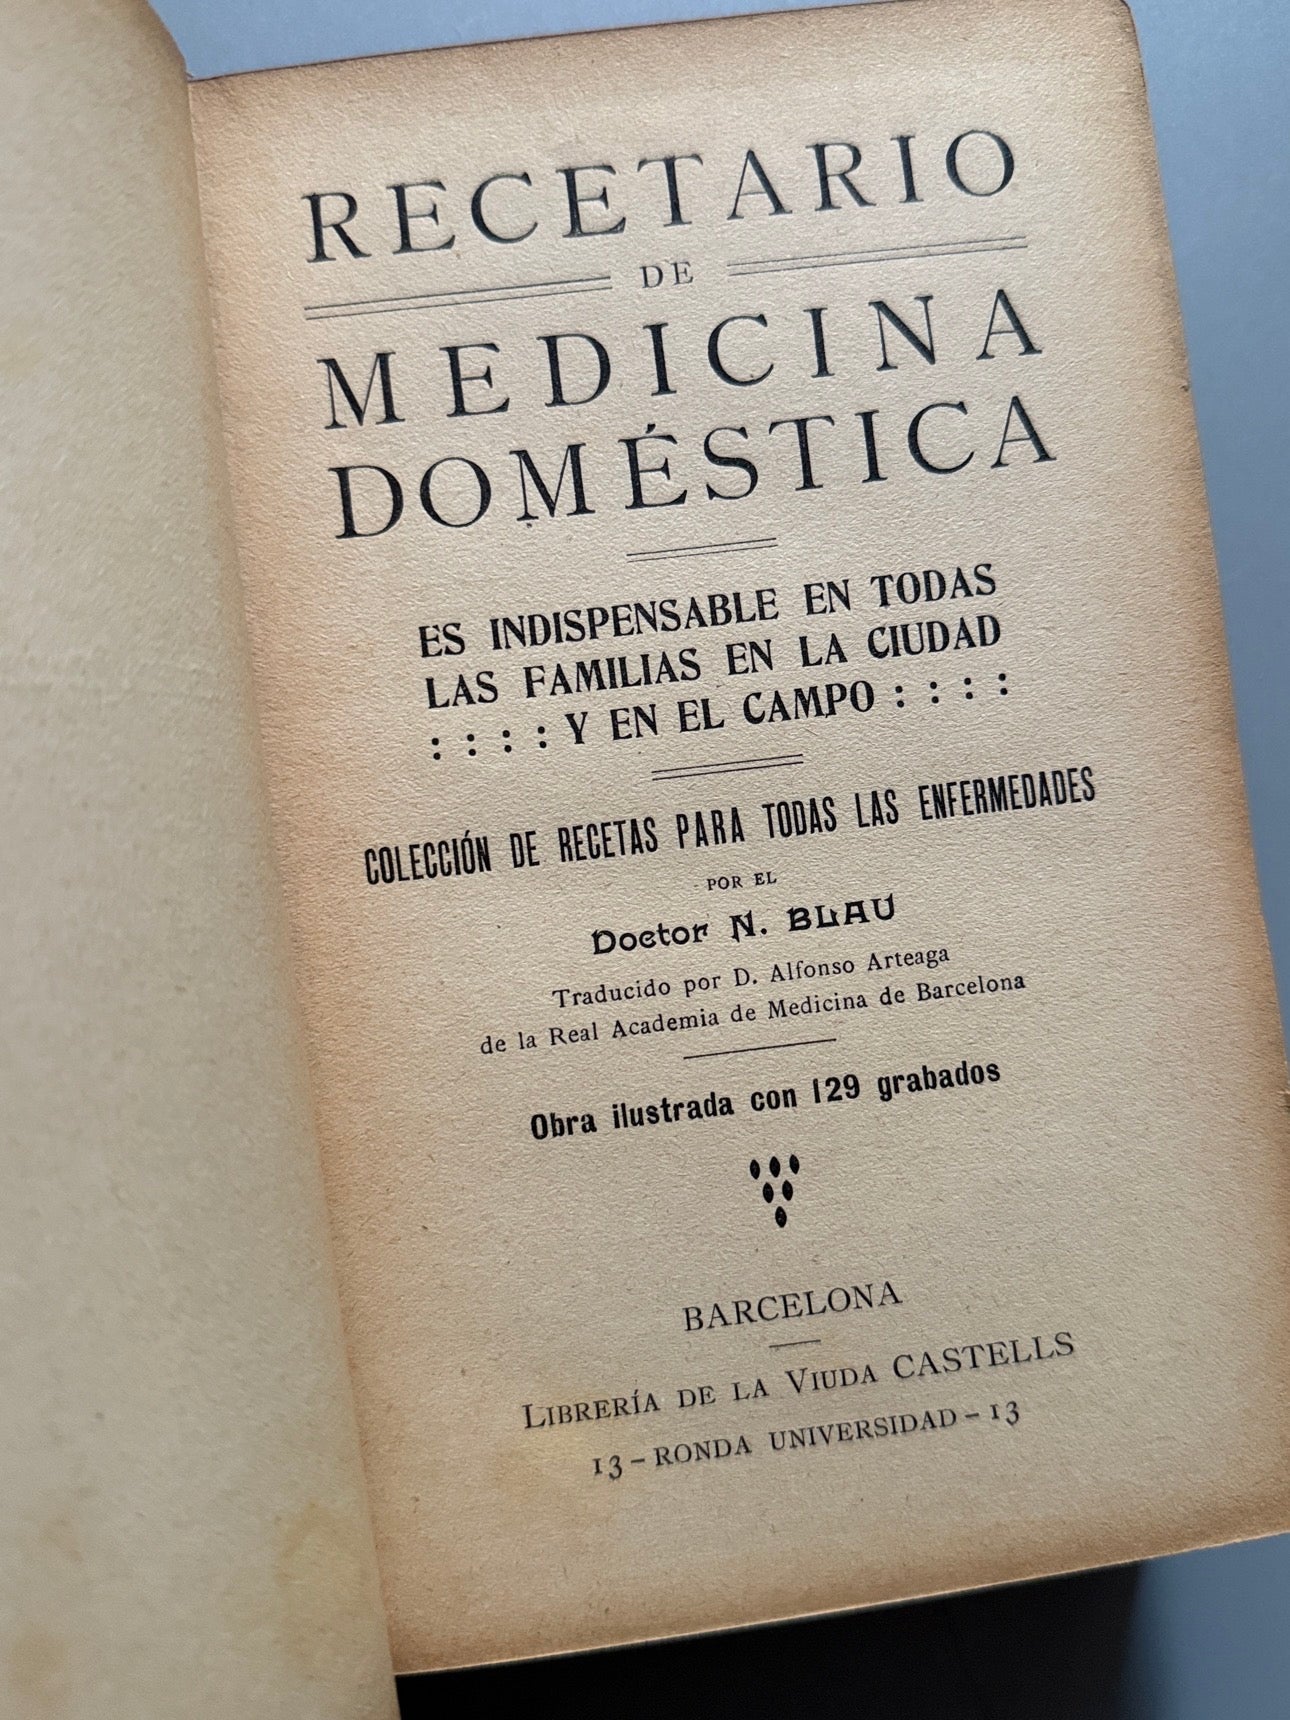 RECETARIO
DE
MEDICINA
DOMÉSTICA
ES INDISPENSABLE EN TODAS
LAS FAMILIAS EN LA CIUDAD
: : : : Y EN EL CAMPO : : : :
COLECCIÓN DE RECETAS PARA TODAS LAS ENFERMEDADES
POR EL
Doctor N. BLAU
Traducido por D. Alfonso Arteaga
de la Real Academia de Medicina de Barcelona
Obra ilustrada con 129 grabados
BARCELONA
LIBRERÍA DE LA VIUDA CASTELLS
13 - RONDA UNIVERSIDAD - 13